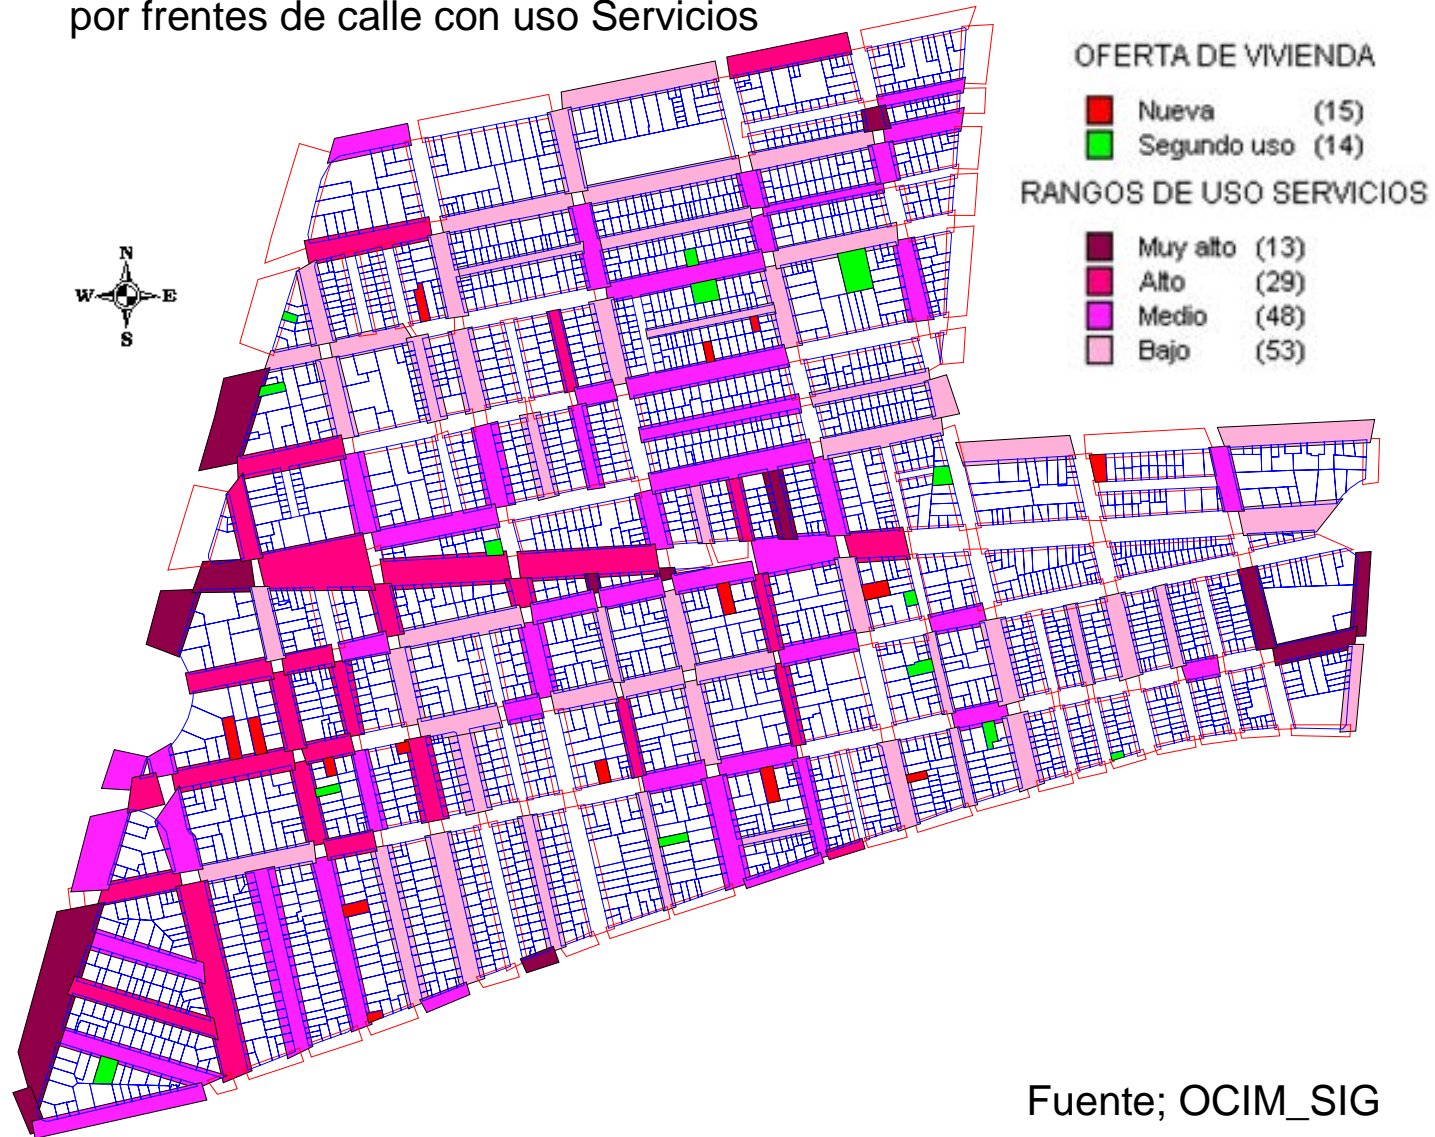 por frentes de calle con uso Servicios
OFERTA DE VIVIENDA
Nueva (15)
Segundo uso (14)
RANGOS DE USO SERVICIOS
Muy alto (13)
Alto (29)
Medio (48)
Bajo (53)
N
W E
S
Fuente; OCIM_SIG